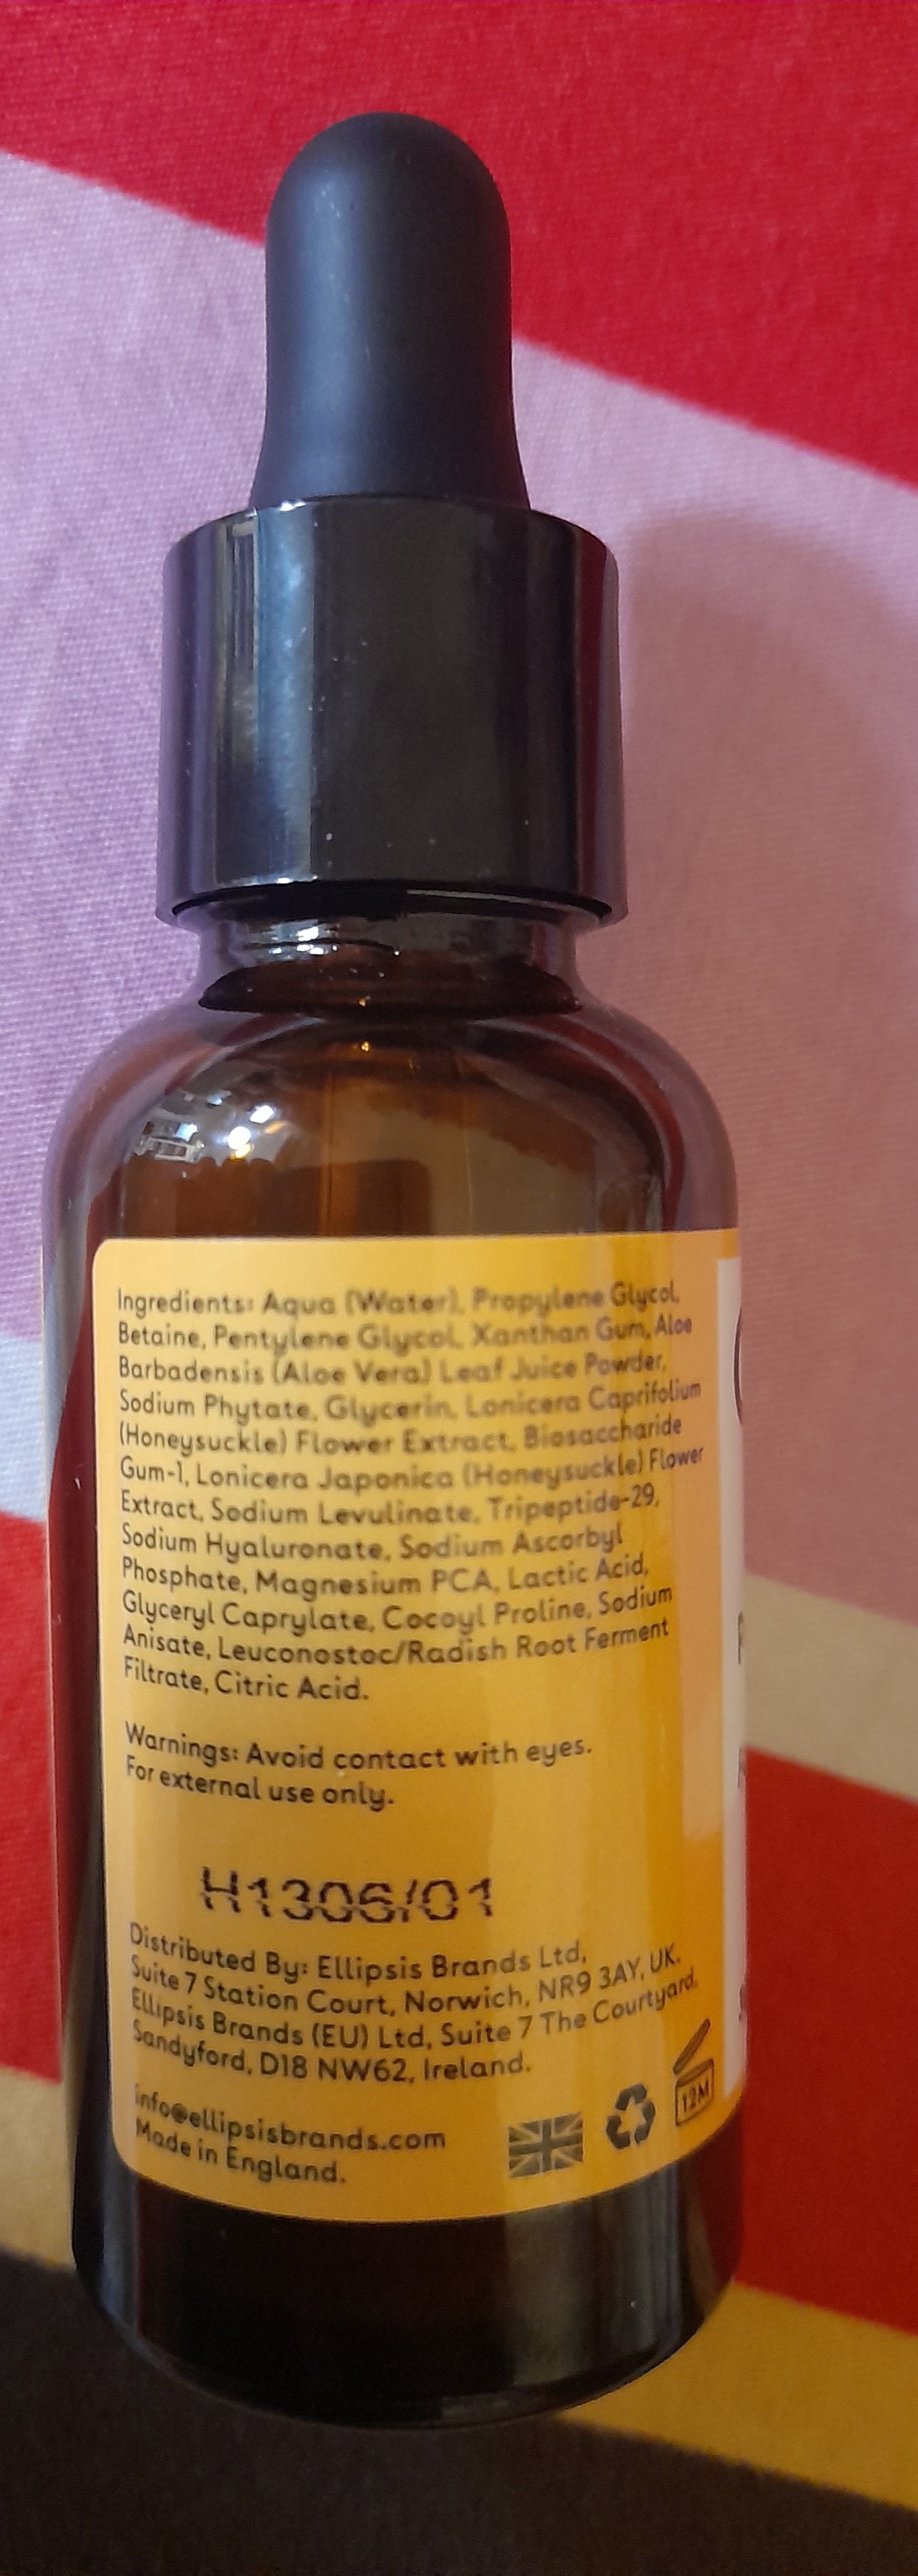 Ingredients: Aqua (Water), Propylene Glycol,
Betaine, Pentylene Glycol, Xanthan Gum, Aloe
Barbadensis (Aloe Vera) Leaf Juice Powder,
Sodium Phytate, Glycerin, Lonicera Caprifolium
(Honeysuckle) Flower Extract, Biosaccharide
Gum-1, Lonicera Japonica (Honeysuckle) Flower
Extract, Sodium Levulinate, Tripeptide-29,
Sodium Hyaluronate, Sodium Ascorbyl
Phosphate, Magnesium PCA, Lactic Acid,
Glyceryl Caprylate, Cocoyl Proline, Sodium
Anisate, Leuconostoc/Radish Root Ferment
Filtrate, Citric Acid.
Warnings: Avoid contact with eyes.
For external use only.
H1306/01
Distributed By: Ellipsis Brands Ltd,
Suite 7 Station Court, Norwich, NR9 3AY, UK.
Ellipsis Brands (EU) Ltd, Suite 7 The Courtyard,
Sandyford, D18 NW62, Ireland.
info@ellipsisbrands.com
Made in England.
12M